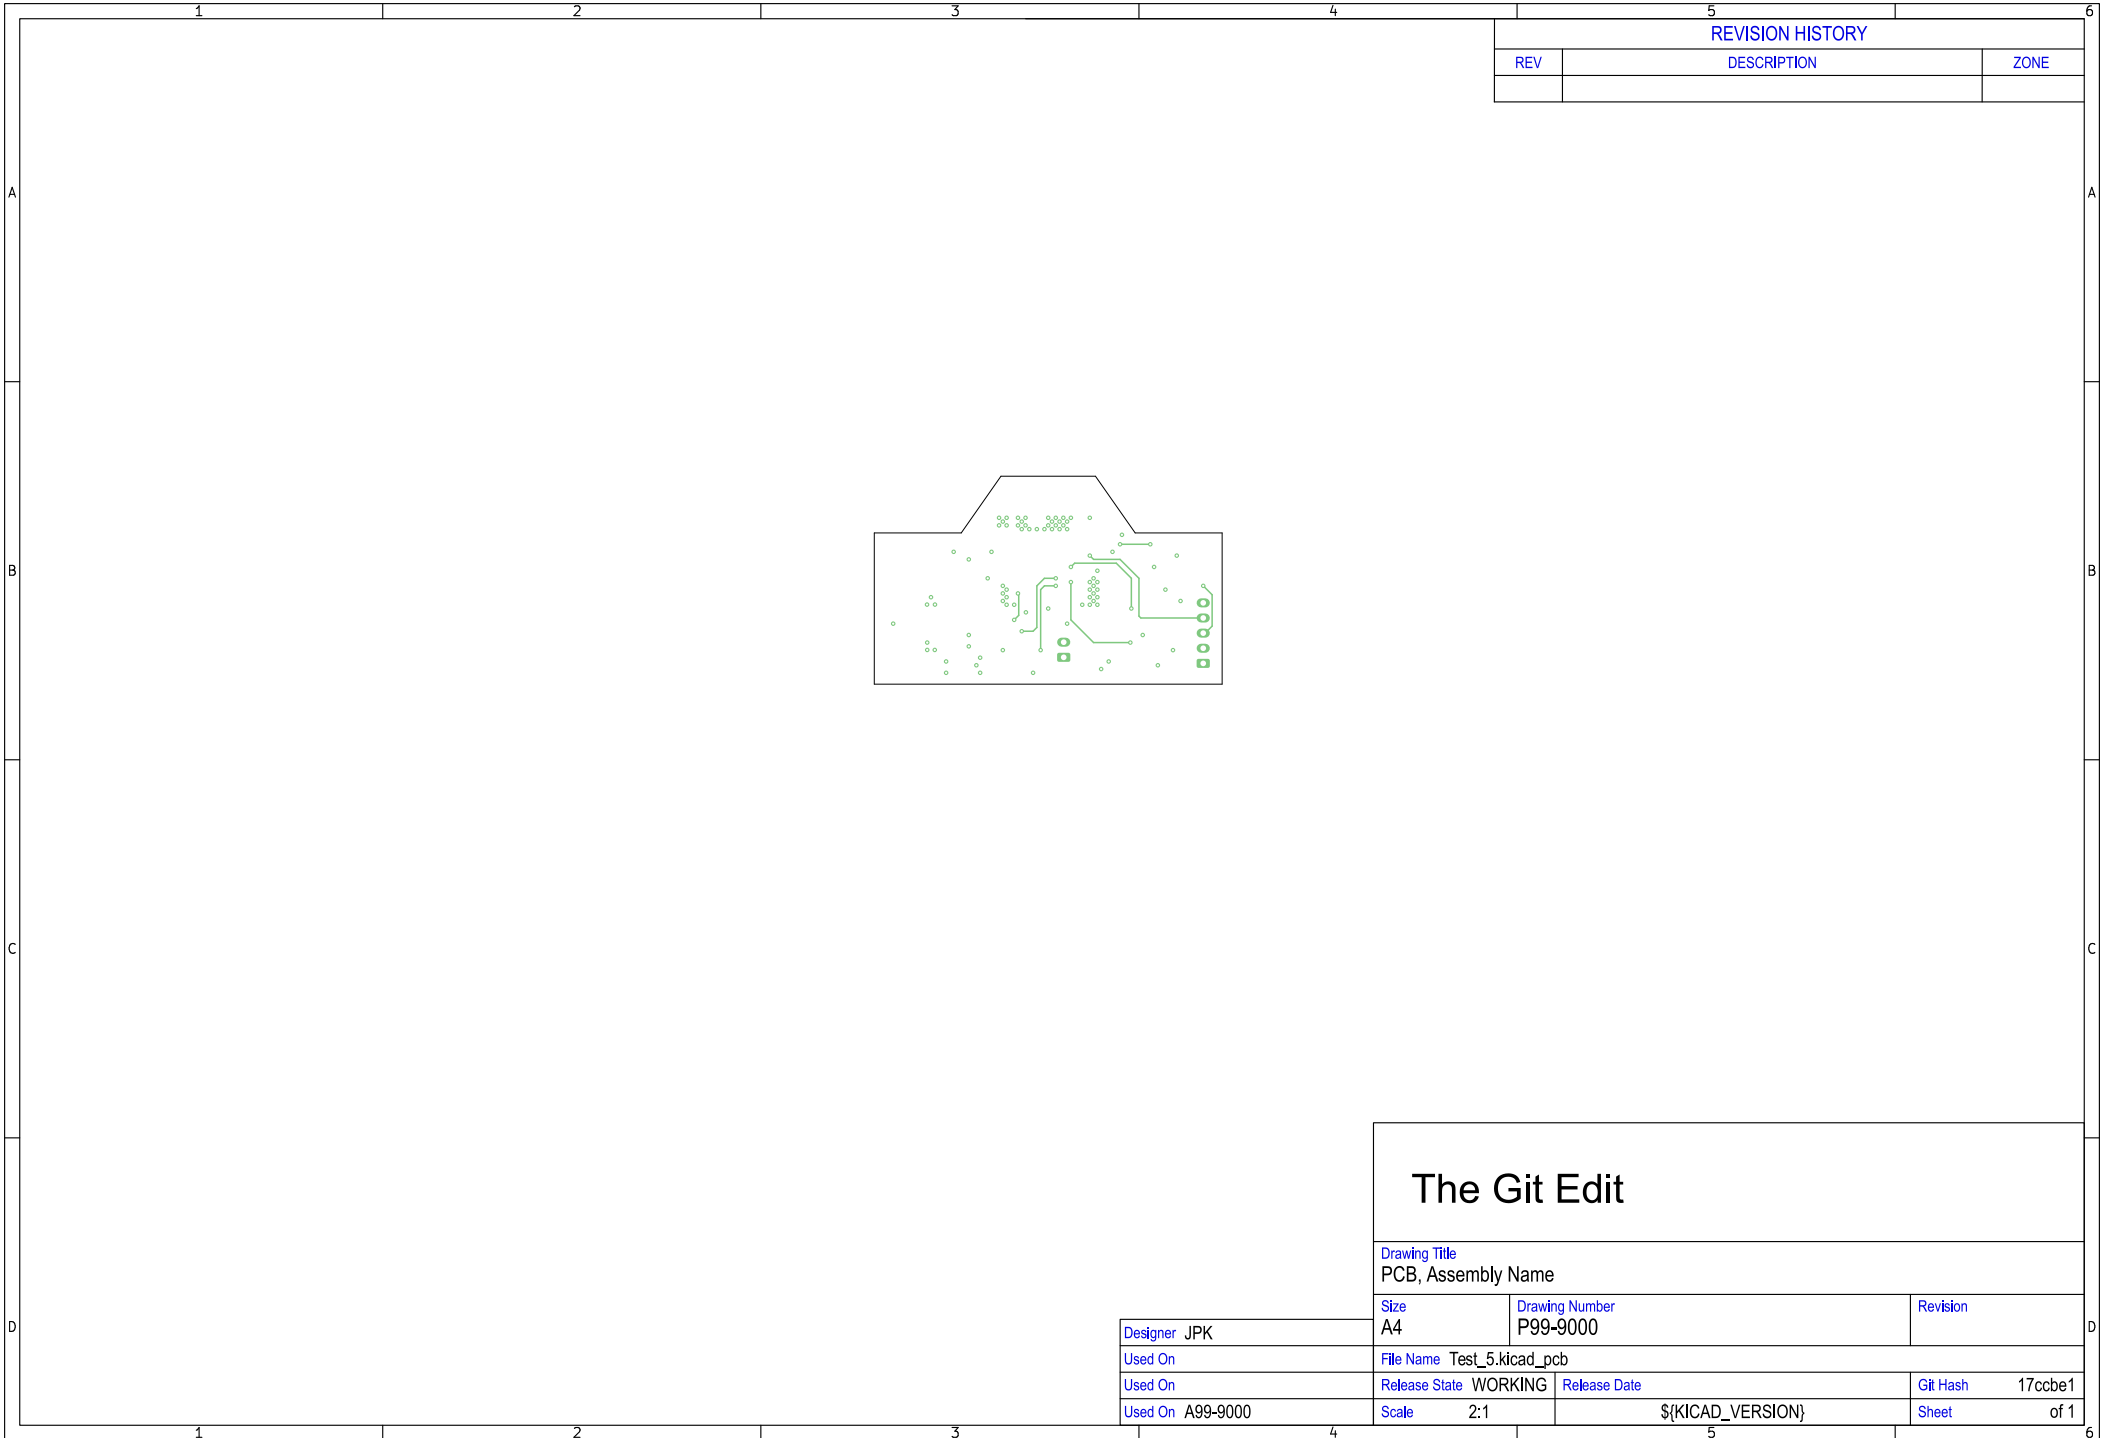 1 2 3 4 5 6
REVISION HISTORY
REV DESCRIPTION ZONE
A A
B B
C C
The Git Edit
Drawing Title
PCB, Assembly Name
Size Drawing Number Revision
D A4 P99-9000 D
Designer JPK
Used On File Name Test_5.kicad_pcb
Used On Release State WORKING Release Date Git Hash 17ccbe1
Used On A99-9000 Scale 2:1 ${KICAD_VERSION} Sheet of 1
1 2 3 4 5 6